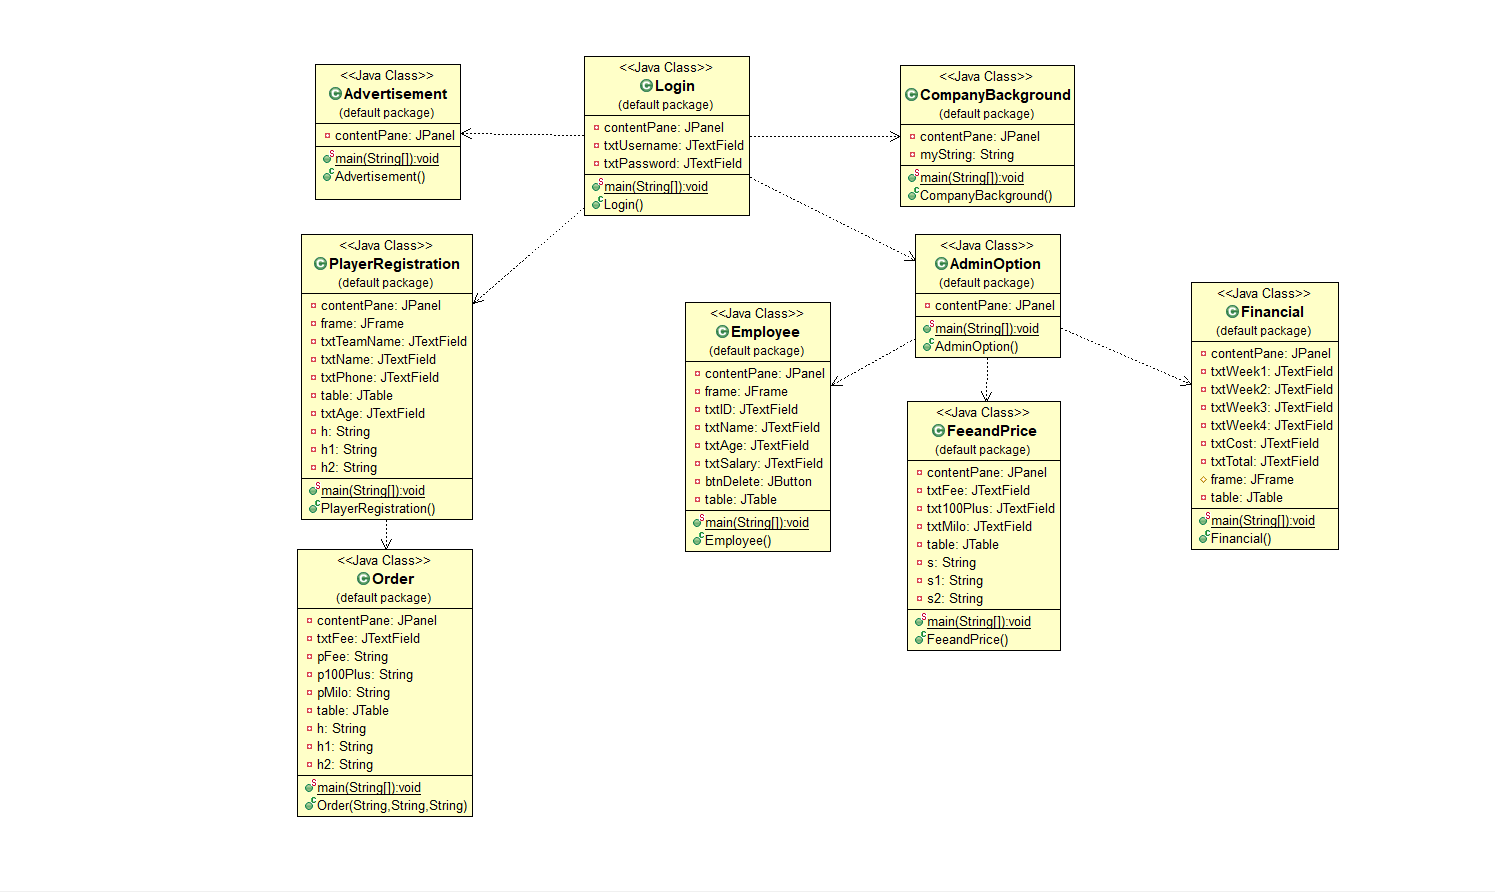 <<Java Class>>
Advertisement
(default package)
contentPane: JPanel
main(String[]):void
Advertisement()
<<Java Class>>
Login
(default package)
contentPane: JPanel
txtUsername: JTextField
txtPassword: JTextField
main(String[]):void
Login()
<<Java Class>>
CompanyBackground
(default package)
contentPane: JPanel
myString: String
main(String[]):void
CompanyBackground()
<<Java Class>>
PlayerRegistration
(default package)
contentPane: JPanel
frame: JFrame
txtTeamName: JTextField
txtName: JTextField
txtPhone: JTextField
table: JTable
txtAge: JTextField
h: String
h1: String
h2: String
main(String[]):void
PlayerRegistration()
<<Java Class>>
AdminOption
(default package)
contentPane: JPanel
main(String[]):void
AdminOption()
<<Java Class>>
Employee
(default package)
contentPane: JPanel
frame: JFrame
txtID: JTextField
txtName: JTextField
txtAge: JTextField
txtSalary: JTextField
btnDelete: JButton
table: JTable
main(String[]):void
Employee()
<<Java Class>>
Financial
(default package)
contentPane: JPanel
txtWeek1: JTextField
txtWeek2: JTextField
txtWeek3: JTextField
txtWeek4: JTextField
txtCost: JTextField
txtTotal: JTextField
frame: JFrame
table: JTable
main(String[]):void
Financial()
<<Java Class>>
FeeandPrice
(default package)
contentPane: JPanel
txtFee: JTextField
txt100Plus: JTextField
txtMilo: JTextField
table: JTable
s: String
s1: String
s2: String
main(String[]):void
FeeandPrice()
<<Java Class>>
Order
(default package)
contentPane: JPanel
txtFee: JTextField
pFee: String
p100Plus: String
pMilo: String
table: JTable
h: String
h1: String
h2: String
main(String[]):void
Order(String,String,String)